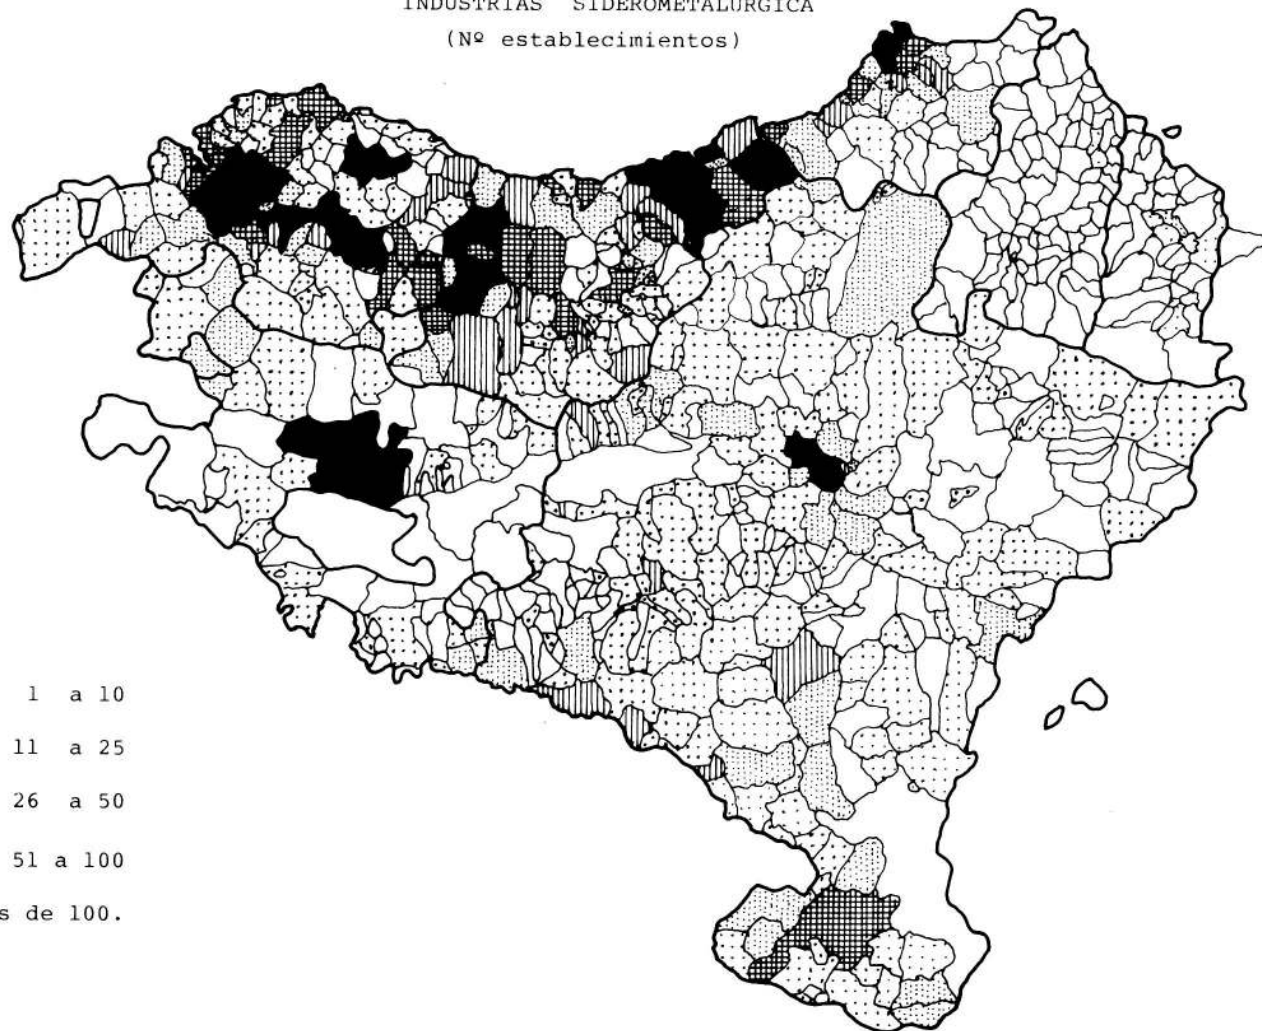 INDUSTRIAS SIDEROMETALURGICA
(Nº establecimientos)
1 a 10
11 a 25
26 a 50
51 a 100
s de 100.